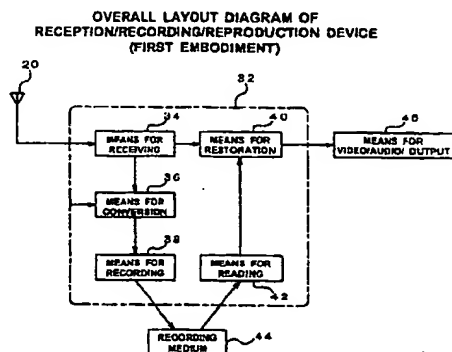 OVERALL LAYOUT DIAGRAM OF
RECEPTION/RECORDING/REPRODUCTION DEVICE
(FIRST EMBODIMENT)
20
32
34
MEANS FOR
RECEIVING
40
MEANS FOR
RESTORATION
46
MEANS FOR
VIDEO/AUDIO/ OUTPUT
36
MEANS FOR
CONVERSION
38
MEANS FOR
RECORDING
MEANS FOR
READING
42
RECORDING
MEDIUM
44